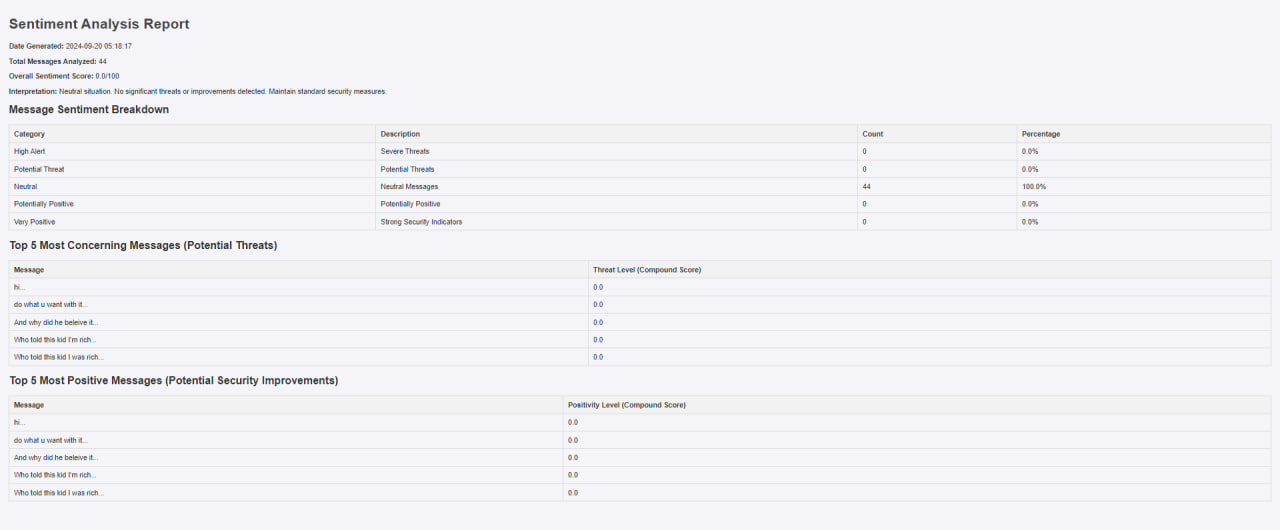 Sentiment Analysis Report
Date Generated: 2024-09-20 05:18:17
Total Messages Analyzed: 44
Overall Sentiment Score: 0.0/100
Interpretation: Neutral situation. No significant threats or improvements detected. Maintain standard security measures.
Message Sentiment Breakdown
Category Description Count Percentage
High Alert Severe Threats 0 0.0%
Potential Threat Potential Threats 0 0.0%
Neutral Neutral Messages 44 100.0%
Potentially Positive Potentially Positive 0 0.0%
Very Positive Strong Security Indicators 0 0.0%
Top 5 Most Concerning Messages (Potential Threats)
Message Threat Level (Compound Score)
hi... 0.0
do what u want with it... 0.0
And why did he beleive it... 0.0
Who told this kid I'm rich... 0.0
Who told this kid I was rich... 0.0
Top 5 Most Positive Messages (Potential Security Improvements)
Message Positivity Level (Compound Score)
hi... 0.0
do what u want with it... 0.0
And why did he beleive it... 0.0
Who told this kid I'm rich... 0.0
Who told this kid I was rich... 0.0